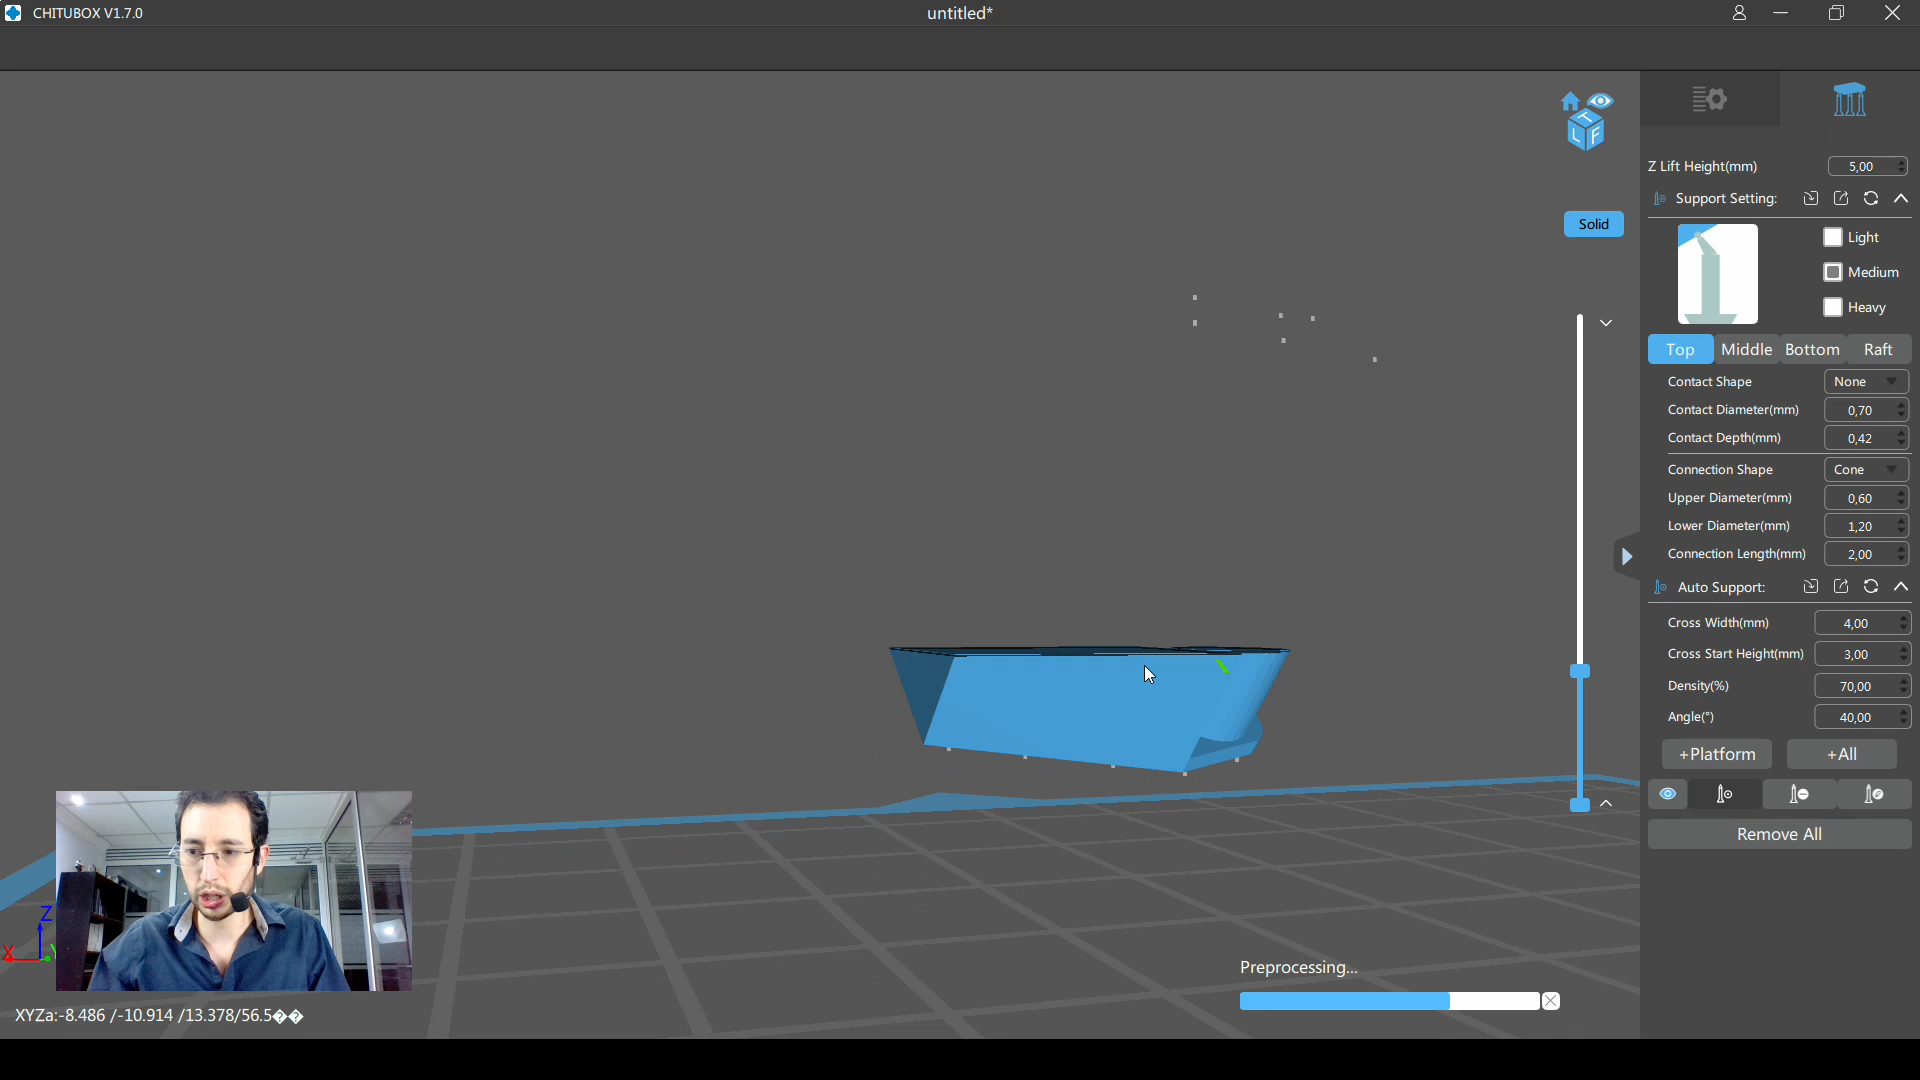 CHITUBOX V1.7.0
untitled*
T
L F
Solid
Z Lift Height(mm) 5,00
Support Setting:
Light
Medium
Heavy
Top Middle Bottom Raft
Contact Shape None
Contact Diameter(mm) 0,70
Contact Depth(mm) 0,42
Connection Shape Cone
Upper Diameter(mm) 0,60
Lower Diameter(mm) 1,20
Connection Length(mm) 2,00
Auto Support:
Cross Width(mm) 4,00
Cross Start Height(mm) 3,00
Density(%) 70,00
Angle(°) 40,00
+Platform +All
Remove All
Z
X Y
Preprocessing...
XYZa:-8.486 /-10.914 /13.378/56.5��